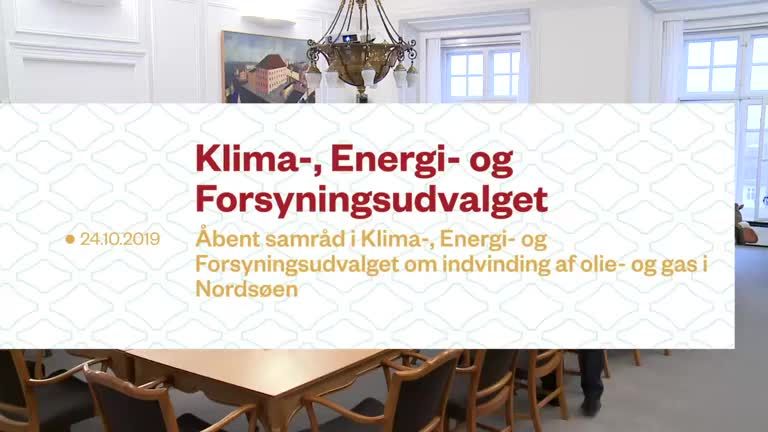 Klima-, Energi- og
Forsyningsudvalget
● 24.10.2019
Åbent samråd i Klima-, Energi- og
Forsyningsudvalget om indvinding af olie- og gas i
Nordsøen